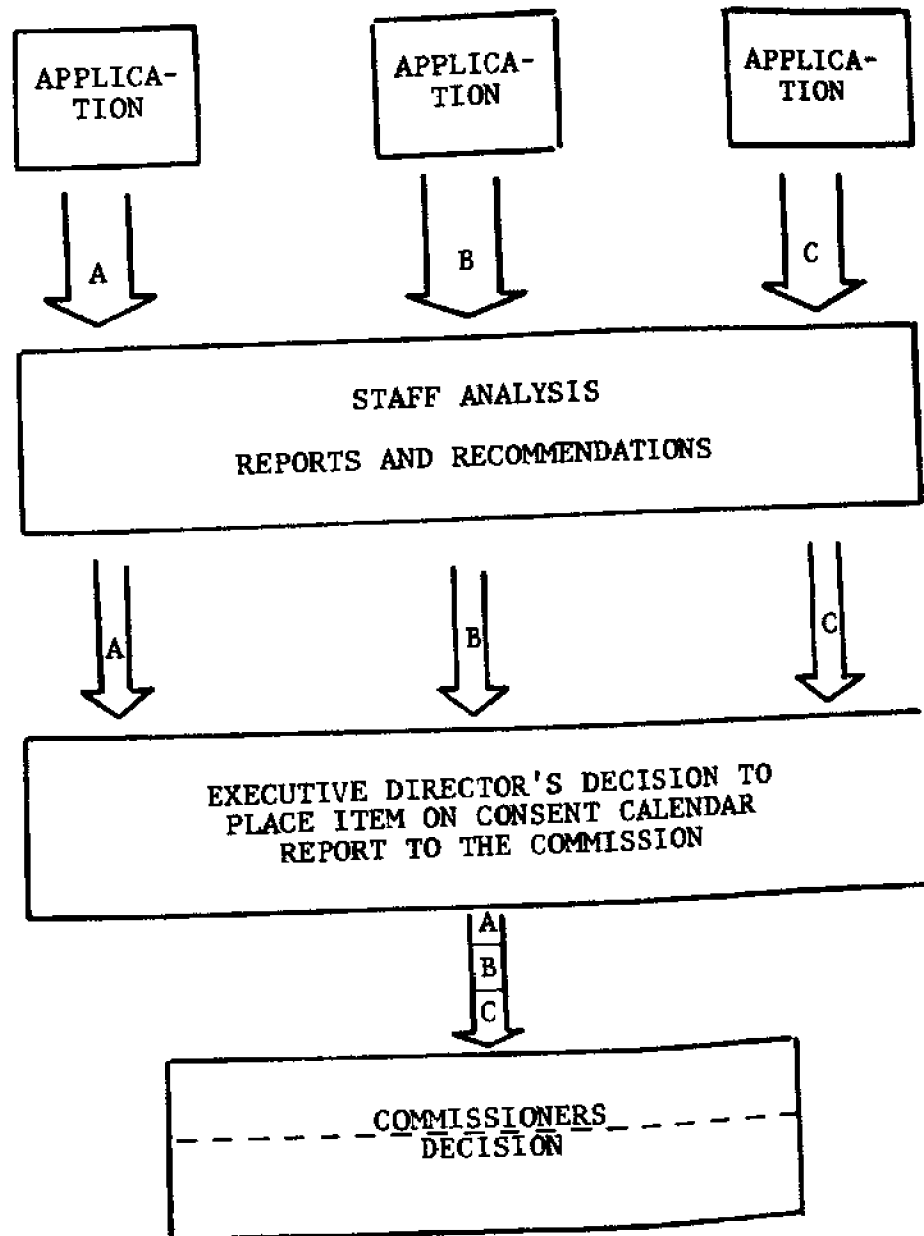 APPLICA-
TION
APPLICA-
TION
APPLICA-
TION
A
B
C
STAFF ANALYSIS
REPORTS AND RECOMMENDATIONS
A
B
C
EXECUTIVE DIRECTOR'S DECISION TO
PLACE ITEM ON CONSENT CALENDAR
REPORT TO THE COMMISSION
A
B
C
COMMISSIONERS
DECISION